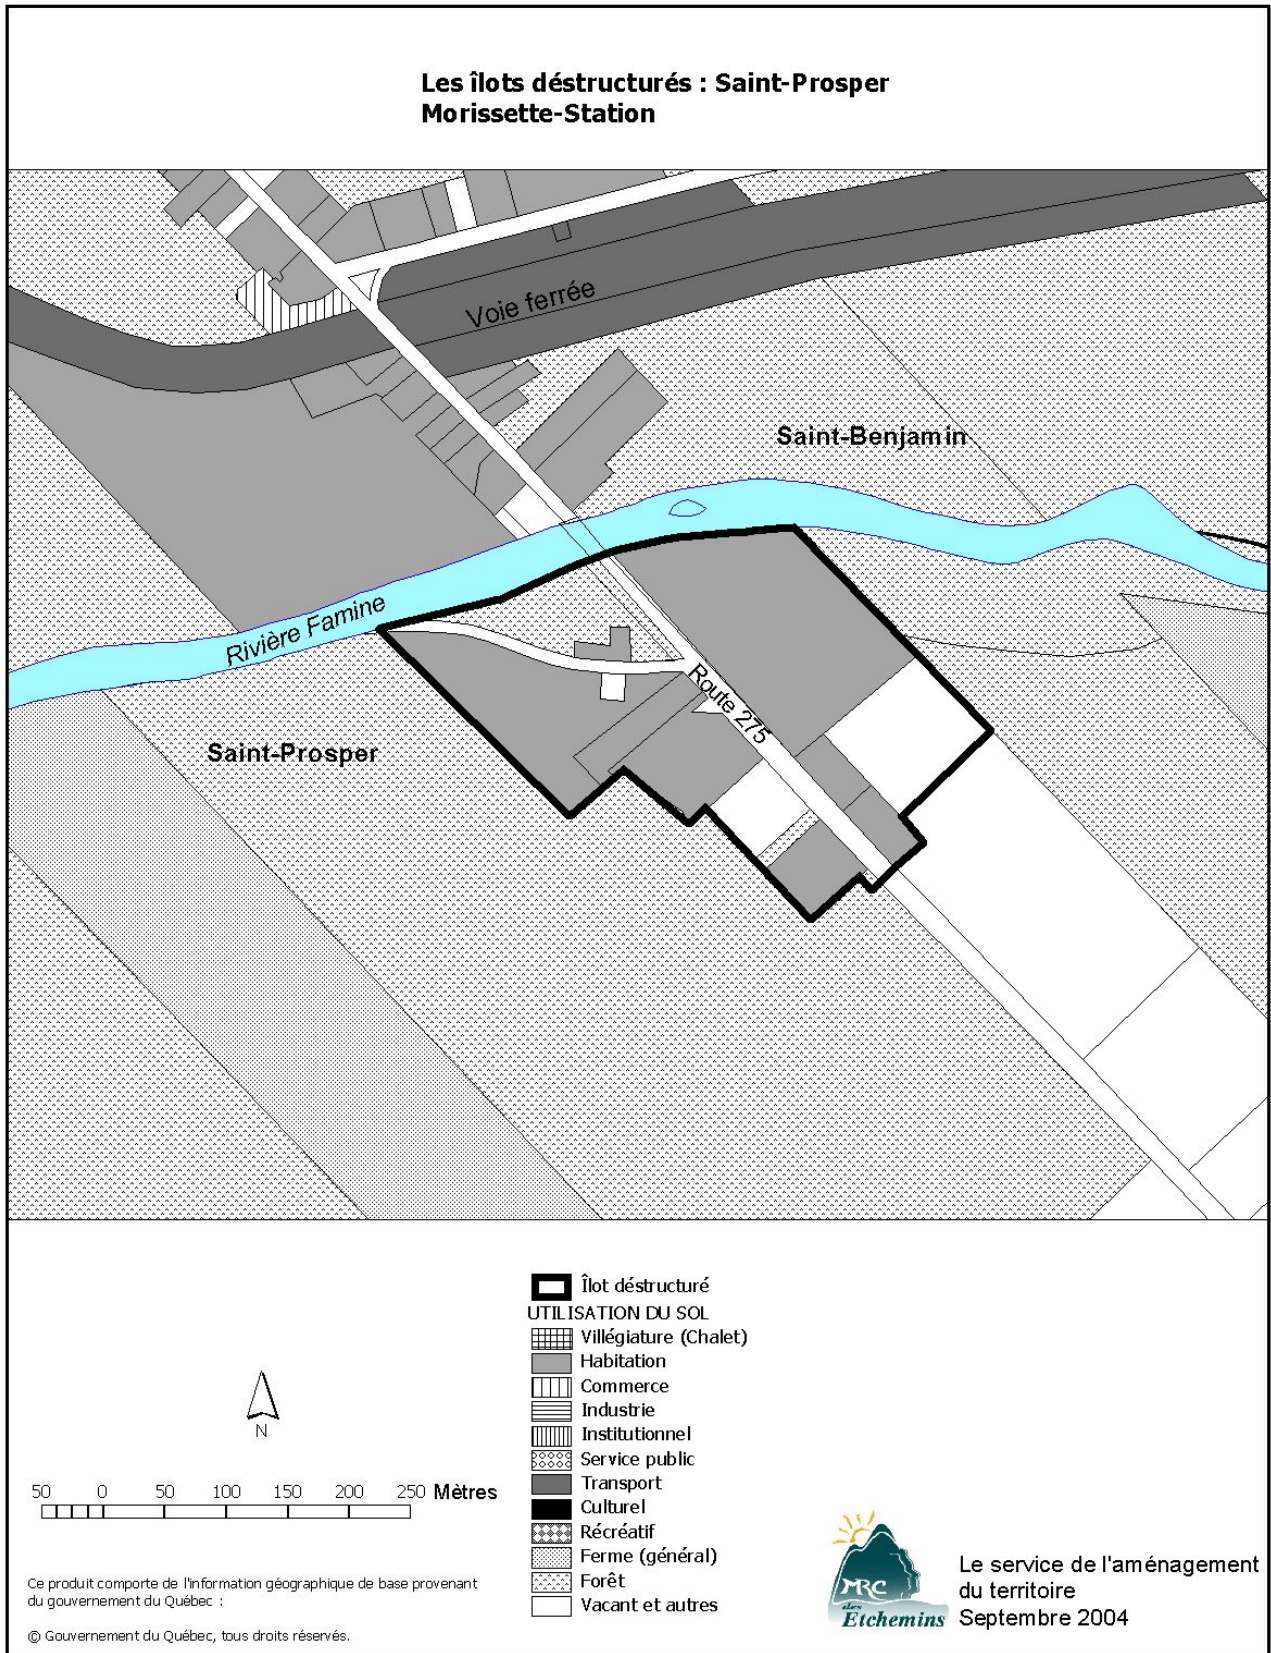 Les îlots déstructurés : Saint-Prosper
Morissette-Station
Voie ferrée
Saint-Benjamin
Rivière Famine
Route 275
Saint-Prosper
Îlot déstructuré
UTILISATION DU SOL
Villégiature (Chalet)
Habitation
Commerce
Industrie
Institutionnel
Service public
Transport
Culturel
Récréatif
Ferme (général)
Forêt
Vacant et autres
N
50 0 50 100 150 200 250 Mètres
Ce produit comporte de l'information géographique de base provenant
du gouvernement du Québec :
© Gouvernement du Québec, tous droits réservés.
MRC
des
Etchemins
Le service de l'aménagement
du territoire
Septembre 2004